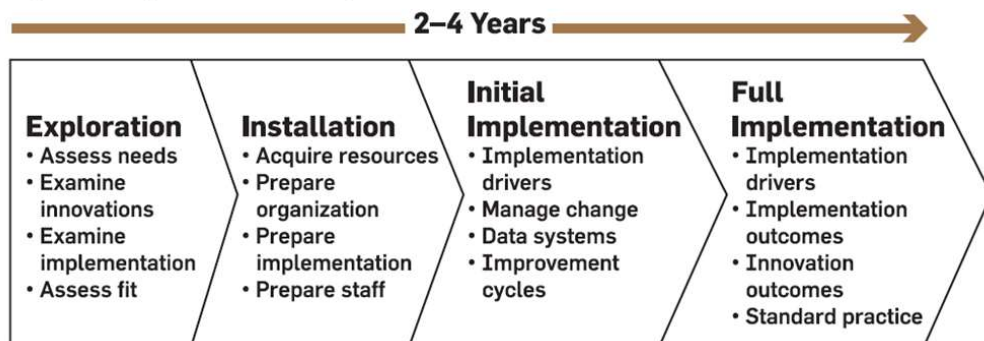 2–4 Years
Exploration
• Assess needs
• Examine
innovations
• Examine
implementation
• Assess fit
Installation
• Acquire resources
• Prepare
organization
• Prepare
implementation
• Prepare staff
Initial
Implementation
• Implementation
drivers
• Manage change
• Data systems
• Improvement
cycles
Full
Implementation
• Implementation
drivers
• Implementation
outcomes
• Innovation
outcomes
• Standard practice